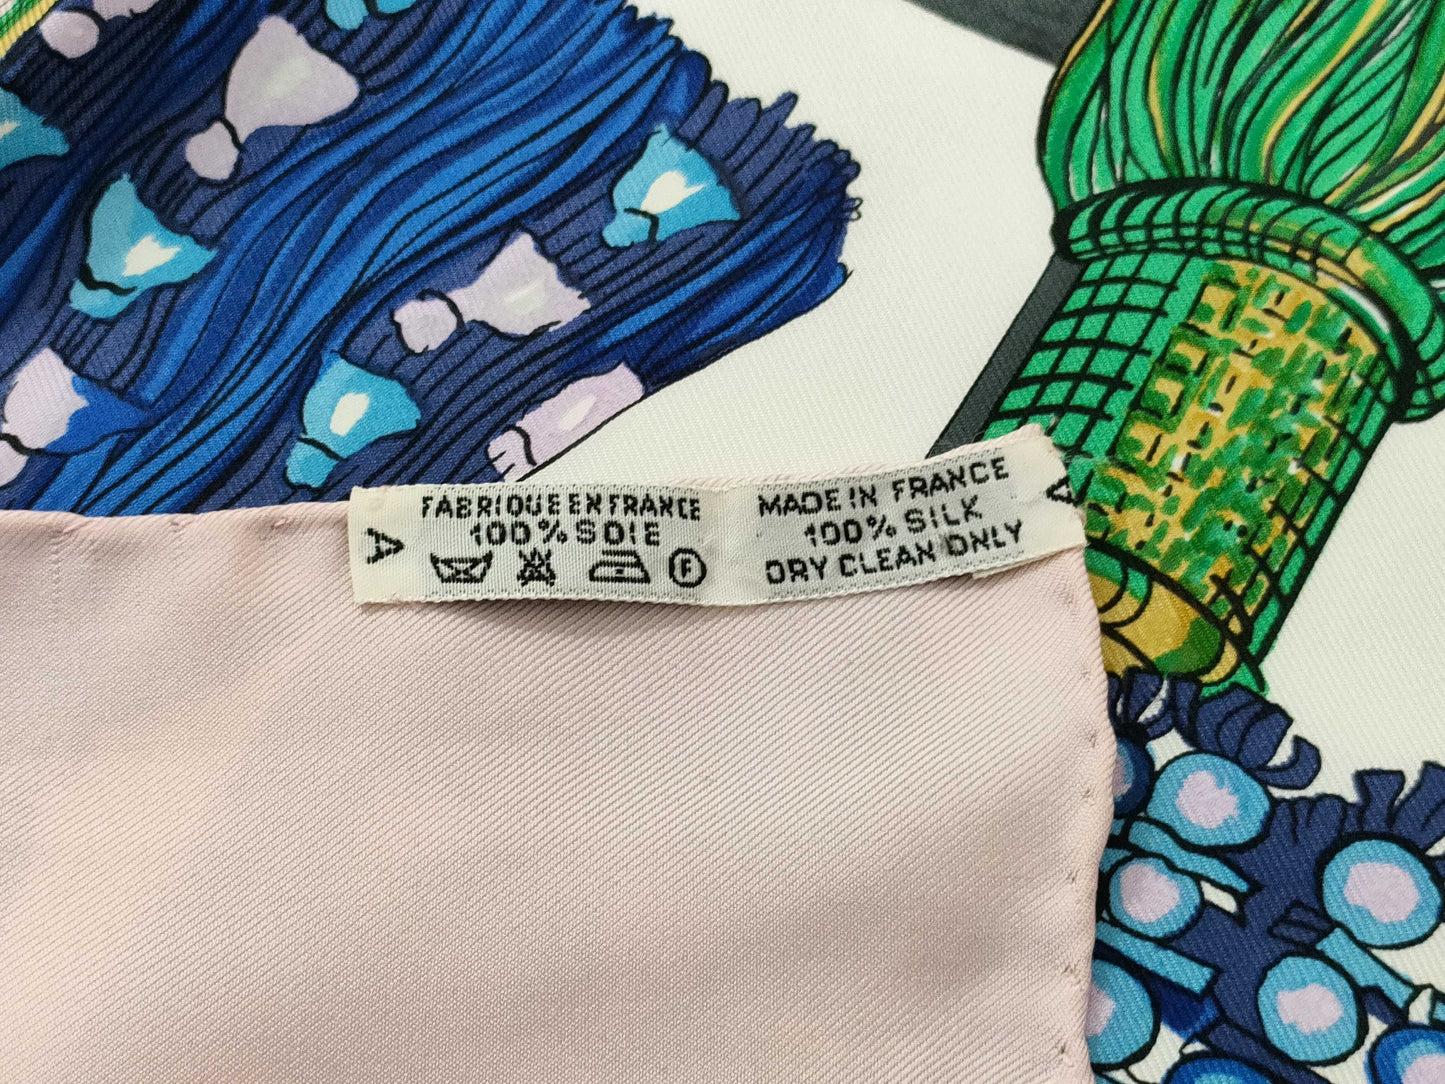 A
FABRIQUE EN FRANCE
100% SOIE
F
MADE IN FRANCE
100% SILK
DRY CLEAN ONLY
A